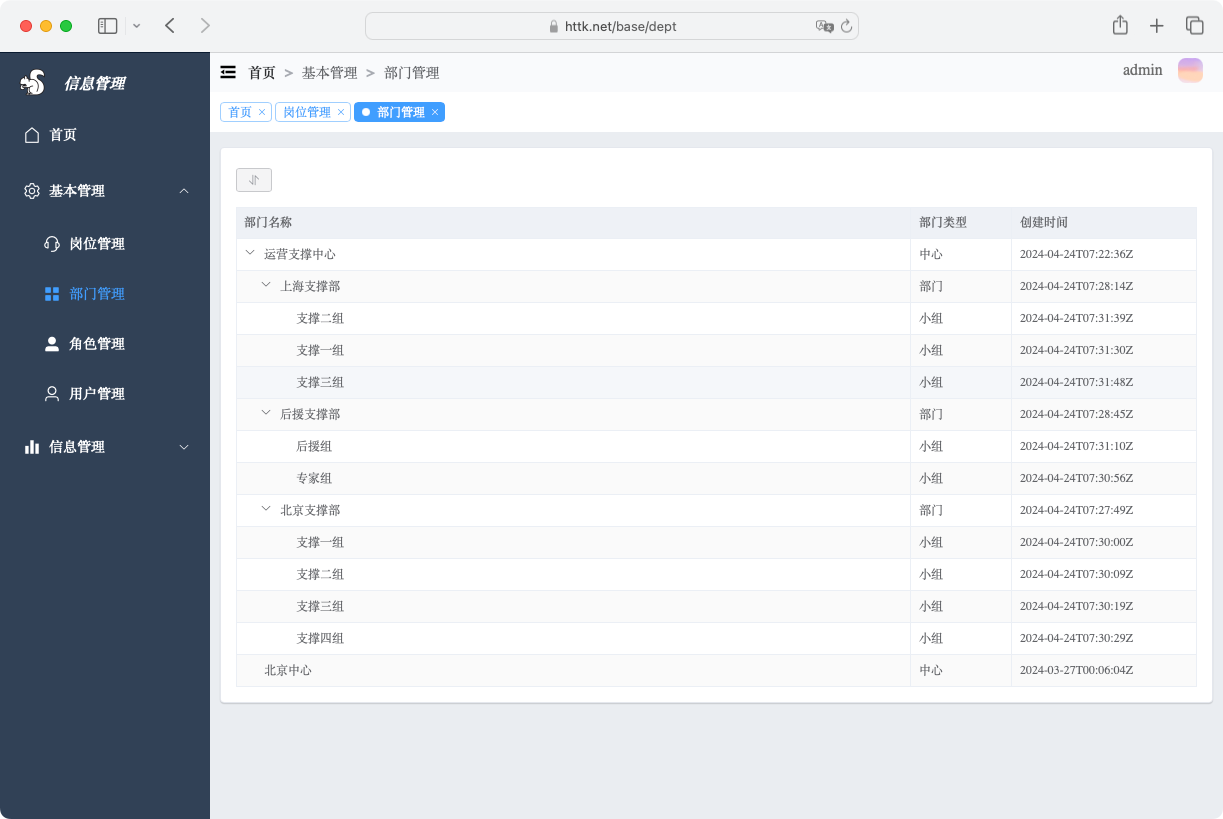 httk.net/base/dept
信息管理
首页 > 基本管理 > 部门管理
admin
首页 × 岗位管理 × 部门管理 ×
首页
基本管理
岗位管理
部门管理
角色管理
用户管理
信息管理
部门名称 部门类型 创建时间
运营支撑中心 中心 2024-04-24T07:22:36Z
上海支撑部 部门 2024-04-24T07:28:14Z
支撑二组 小组 2024-04-24T07:31:39Z
支撑一组 小组 2024-04-24T07:31:30Z
支撑三组 小组 2024-04-24T07:31:48Z
后援支撑部 部门 2024-04-24T07:28:45Z
后援组 小组 2024-04-24T07:31:10Z
专家组 小组 2024-04-24T07:30:56Z
北京支撑部 部门 2024-04-24T07:27:49Z
支撑一组 小组 2024-04-24T07:30:00Z
支撑二组 小组 2024-04-24T07:30:09Z
支撑三组 小组 2024-04-24T07:30:19Z
支撑四组 小组 2024-04-24T07:30:29Z
北京中心 中心 2024-03-27T00:06:04Z